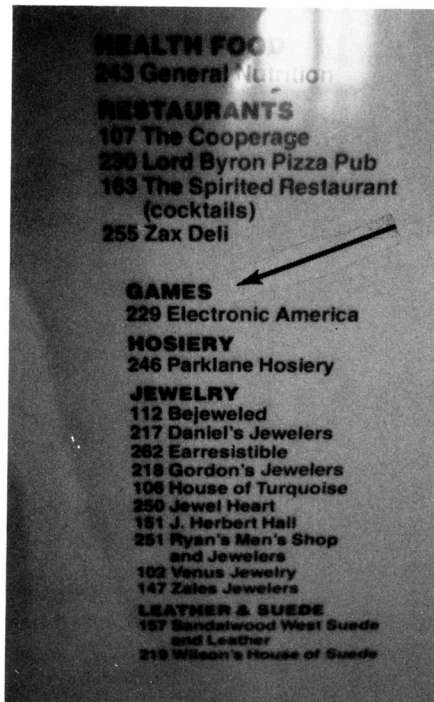 HEALTH FOOD
243 General Nutrition
RESTAURANTS
107 The Cooperage
230 Lord Byron Pizza Pub
163 The Spirited Restaurant
(cocktails)
255 Zax Deli
GAMES
229 Electronic America
HOSIERY
246 Parklane Hosiery
JEWELRY
112 Bejeweled
217 Daniel's Jewelers
262 Earresistible
218 Gordon's Jewelers
106 House of Turquoise
250 Jewel Heart
151 J. Herbert Hall
251 Ryan's Men's Shop
and Jewelers
102 Venus Jewelry
147 Zales Jewelers
LEATHER & SUEDE
157 Sandalwood West Suede
and Leather
219 Wilson's House of Suede